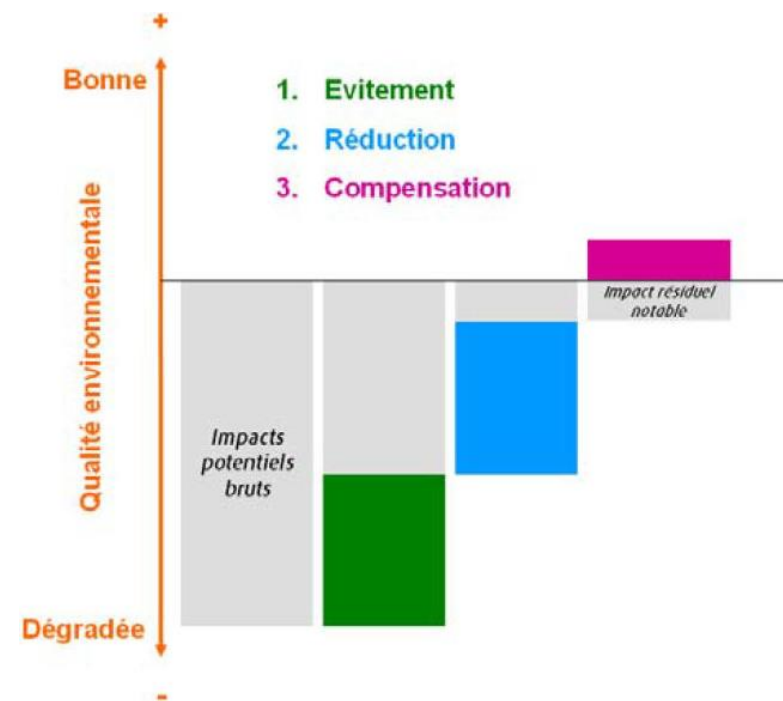 +
Bonne
1. Evitement
2. Réduction
3. Compensation
Qualité environnementale
Impact résiduel
notable
Impacts
potentiels
bruts
Dégradée
-